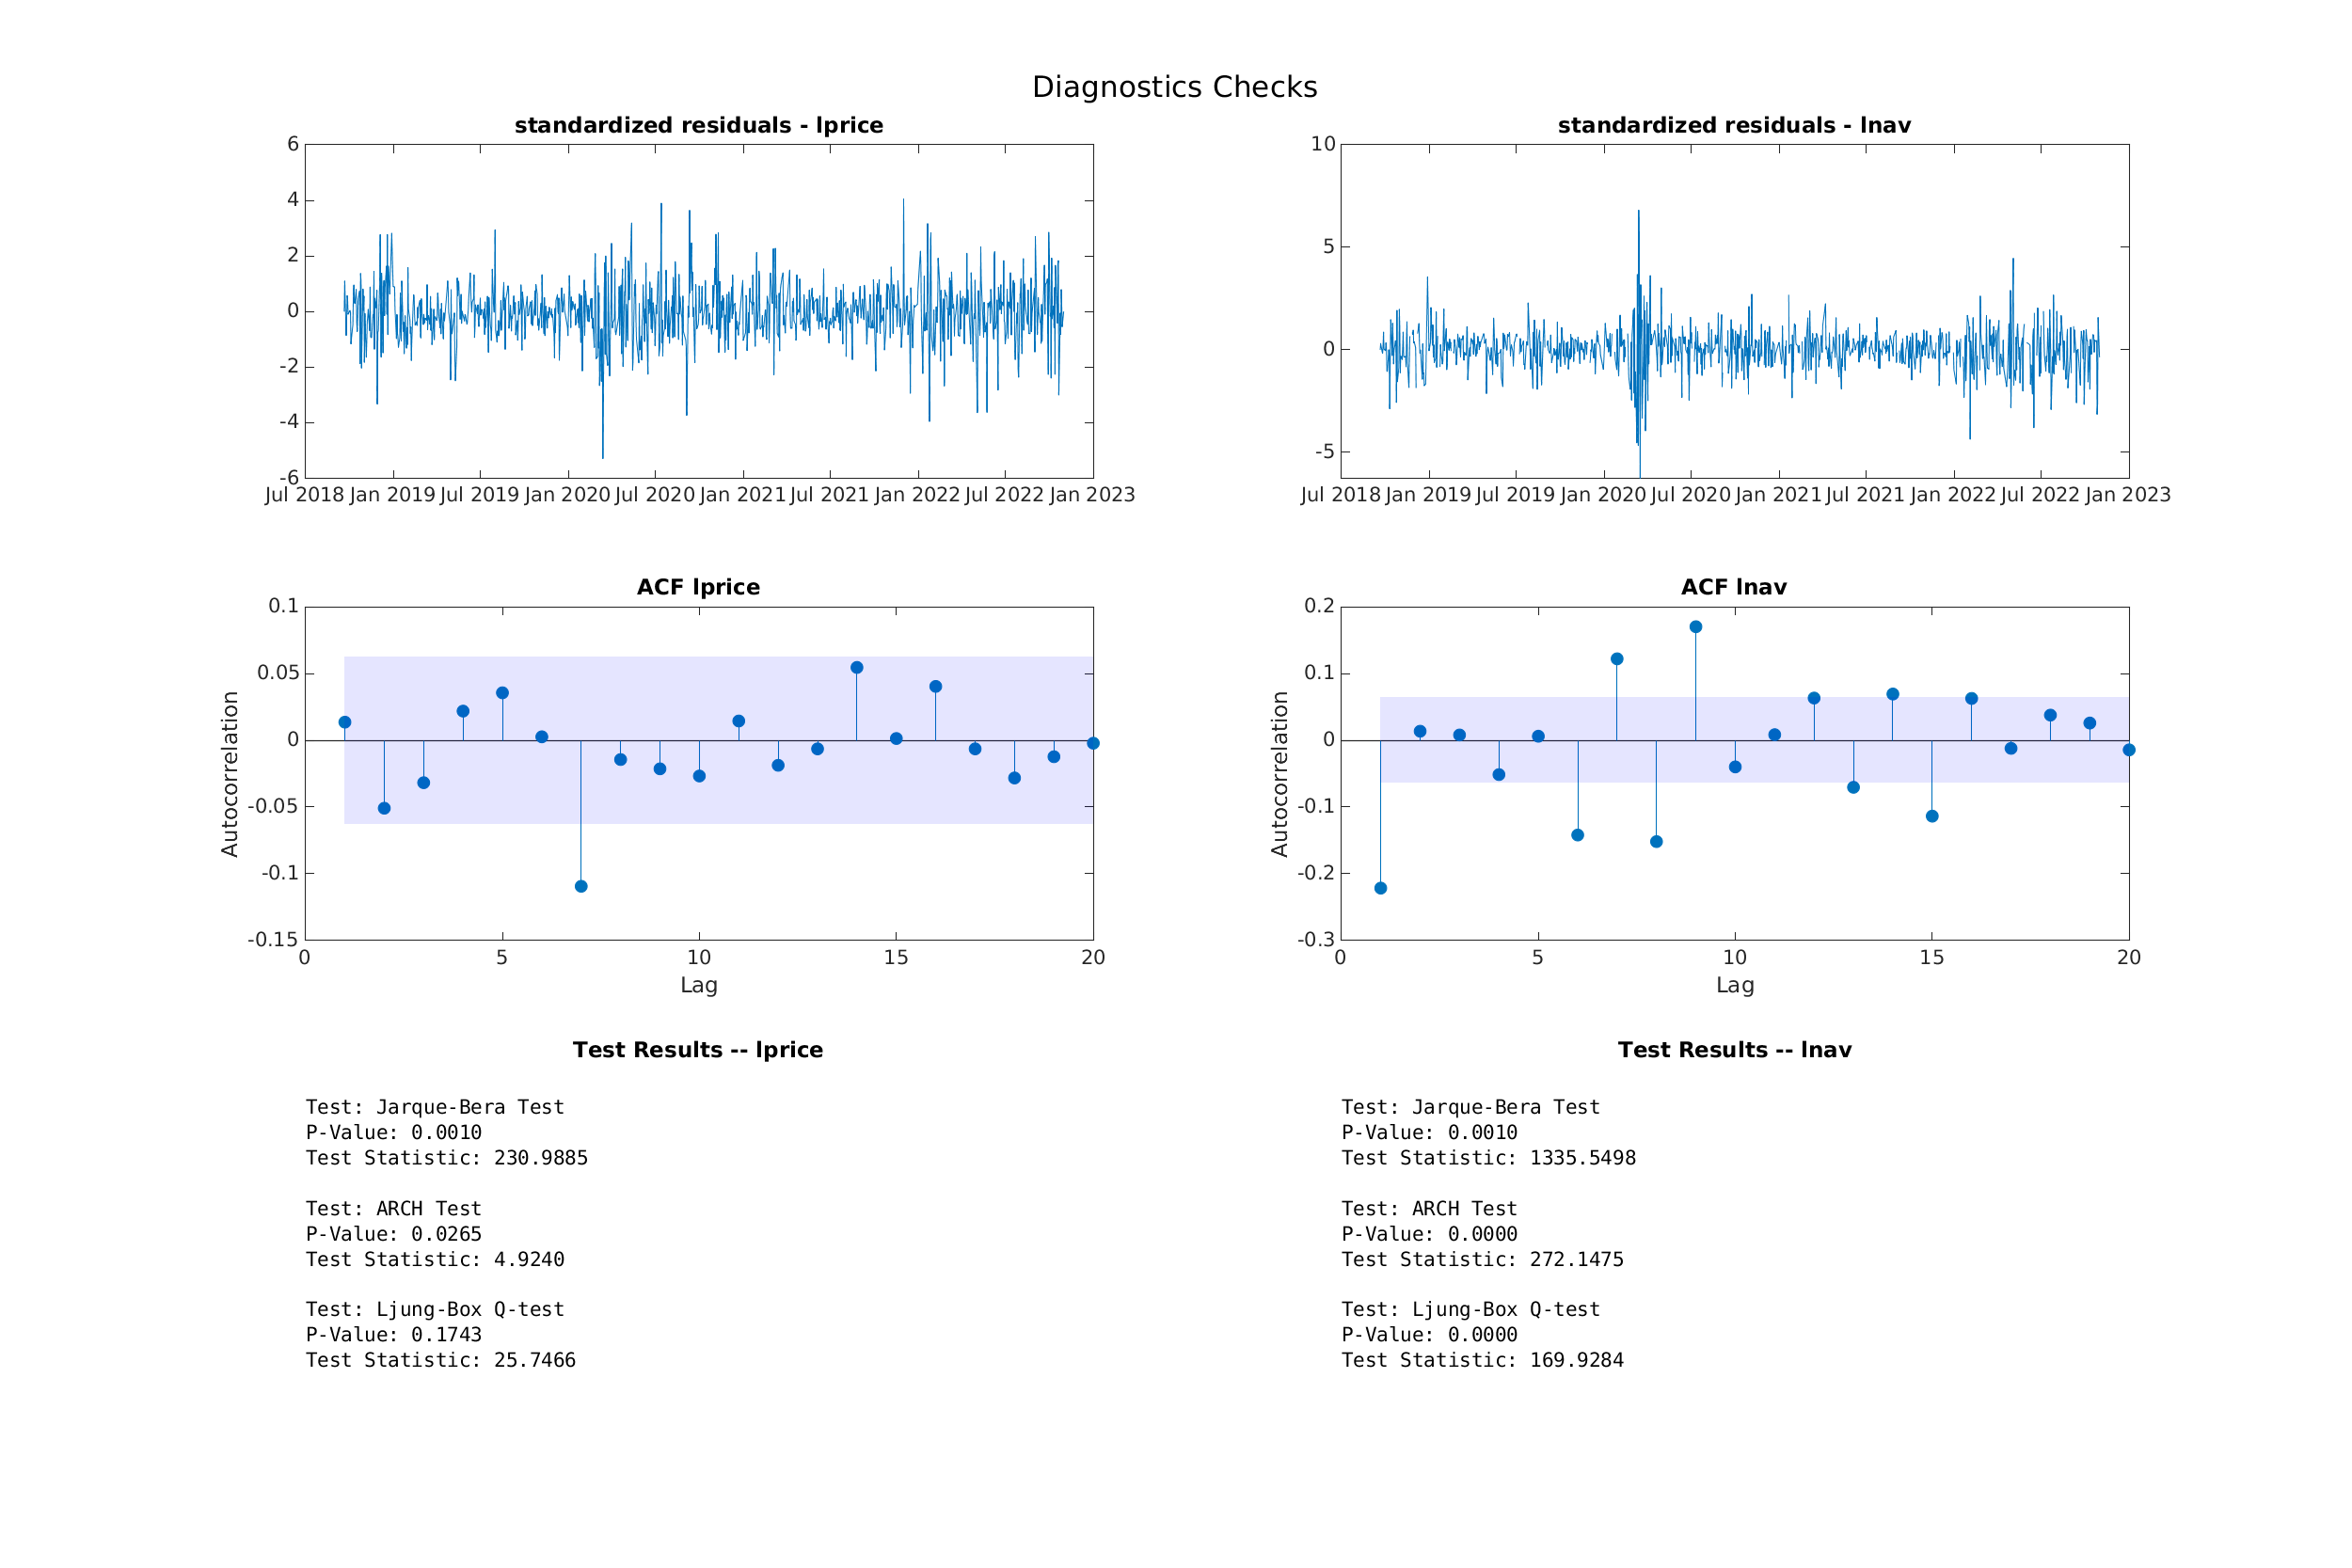 Diagnostics Checks
standardized residuals - lprice
6
4
2
0
-2
-4
-6
Jul 2018 Jan 2019 Jul 2019 Jan 2020 Jul 2020 Jan 2021 Jul 2021 Jan 2022 Jul 2022 Jan 2023
standardized residuals - lnav
10
5
0
-5
Jul 2018 Jan 2019 Jul 2019 Jan 2020 Jul 2020 Jan 2021 Jul 2021 Jan 2022 Jul 2022 Jan 2023
ACF lprice
Autocorrelation
0.1
0.05
0
-0.05
-0.1
-0.15
0 5 10 15 20
Lag
ACF lnav
Autocorrelation
0.2
0.1
0
-0.1
-0.2
-0.3
0 5 10 15 20
Lag
Test Results -- lprice
Test: Jarque-Bera Test
P-Value: 0.0010
Test Statistic: 230.9885
Test: ARCH Test
P-Value: 0.0265
Test Statistic: 4.9240
Test: Ljung-Box Q-test
P-Value: 0.1743
Test Statistic: 25.7466
Test Results -- lnav
Test: Jarque-Bera Test
P-Value: 0.0010
Test Statistic: 1335.5498
Test: ARCH Test
P-Value: 0.0000
Test Statistic: 272.1475
Test: Ljung-Box Q-test
P-Value: 0.0000
Test Statistic: 169.9284